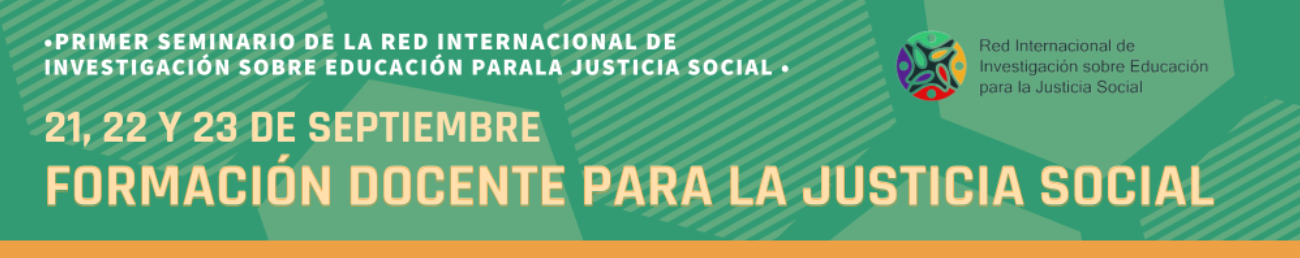 •PRIMER SEMINARIO DE LA RED INTERNACIONAL DE
INVESTIGACIÓN SOBRE EDUCACIÓN PARALA JUSTICIA SOCIAL •
21, 22 Y 23 DE SEPTIEMBRE
FORMACIÓN DOCENTE PARA LA JUSTICIA SOCIAL
Red Internacional de
Investigación sobre Educación
para la Justicia Social